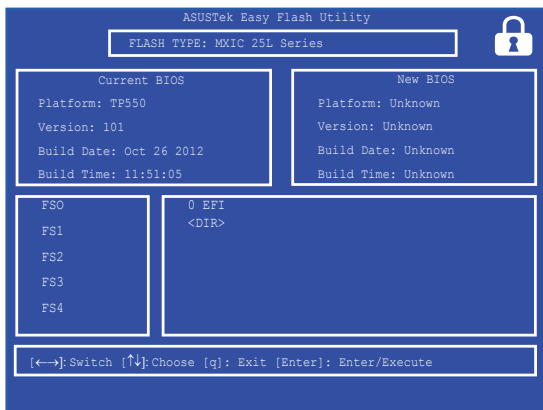 ASUSTek Easy Flash Utility
FLASH TYPE: MXIC 25L Series
Current BIOS
Platform: TP550
Version: 101
Build Date: Oct 26 2012
Build Time: 11:51:05
New BIOS
Platform: Unknown
Version: Unknown
Build Date: Unknown
Build Time: Unknown
FSO
FS1
FS2
FS3
FS4
0 EFI
<DIR>
[←→]: Switch [↑↓]: Choose [q]: Exit [Enter]: Enter/Execute